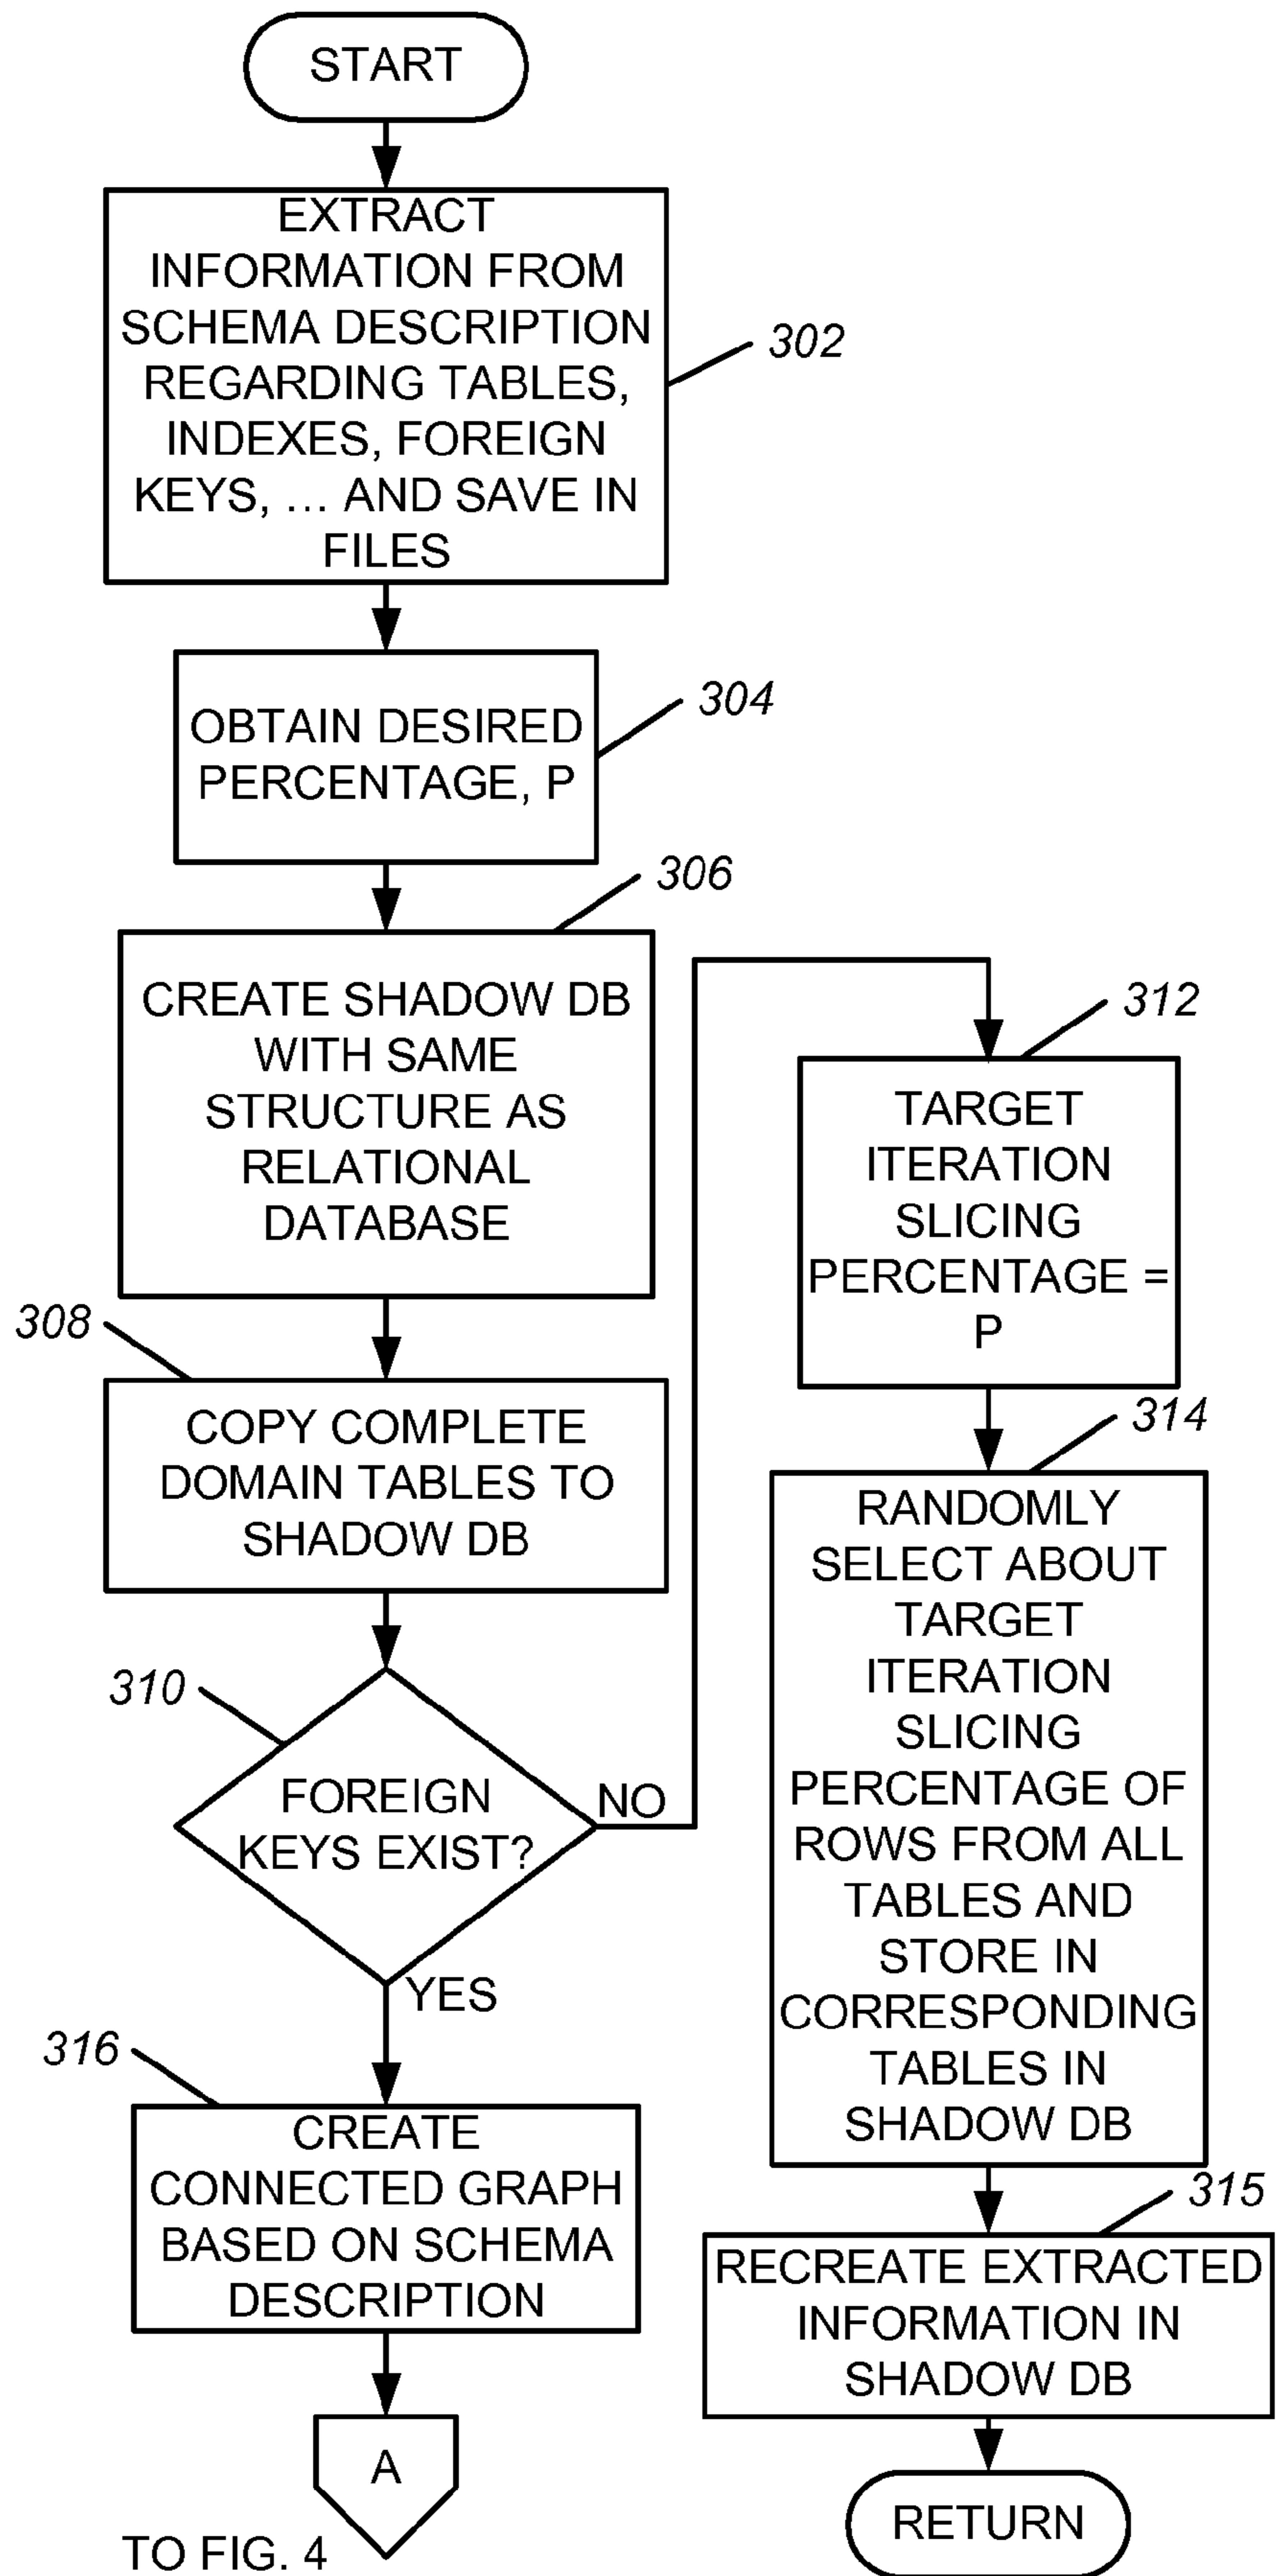 START
EXTRACT
INFORMATION FROM
SCHEMA DESCRIPTION
REGARDING TABLES,
INDEXES, FOREIGN
KEYS, ... AND SAVE IN
FILES
302
OBTAIN DESIRED
PERCENTAGE, P
304
306
CREATE SHADOW DB
WITH SAME
STRUCTURE AS
RELATIONAL
DATABASE
308
COPY COMPLETE
DOMAIN TABLES TO
SHADOW DB
310
FOREIGN
KEYS EXIST?
NO
YES
312
TARGET
ITERATION
SLICING
PERCENTAGE =
P
314
RANDOMLY
SELECT ABOUT
TARGET
ITERATION
SLICING
PERCENTAGE OF
ROWS FROM ALL
TABLES AND
STORE IN
CORRESPONDING
TABLES IN
SHADOW DB
315
RECREATE EXTRACTED
INFORMATION IN
SHADOW DB
RETURN
316
CREATE
CONNECTED GRAPH
BASED ON SCHEMA
DESCRIPTION
A
TO FIG. 4